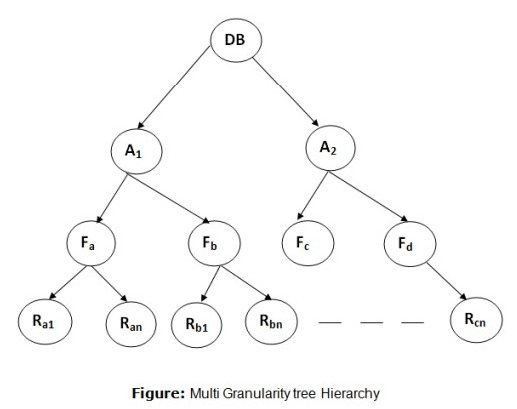 DB
A1
A2
Fa
Fb
Fc
Fd
Ra1
Ran
Rb1
Rbn
Rcn
Figure: Multi Granularity tree Hierarchy